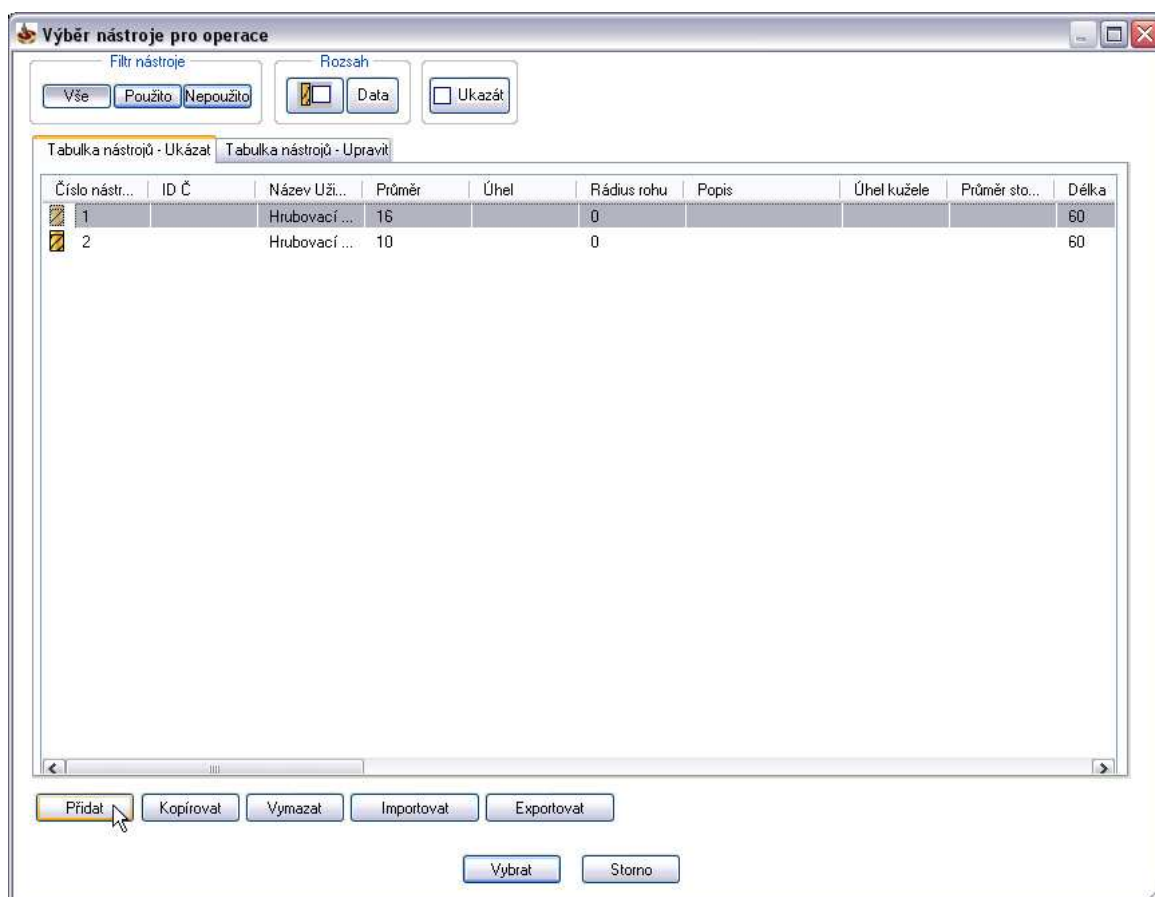 Výběr nástroje pro operace
Filtr nástroje Rozsah
Vše Použito Nepoužito Data Ukazát
Tabulka nástrojů - Ukázat Tabulka nástrojů - Upravit
Číslo nástr... ID Č Název Uži... Průměr Úhel Rádius rohu Popis Úhel kužele Průměr sto... Délka
1 Hrubovací ... 16 0 60
2 Hrubovací ... 10 0 60
Přidat Kopírovat Vymazat Importovat Exportovat
Vybrat Storno